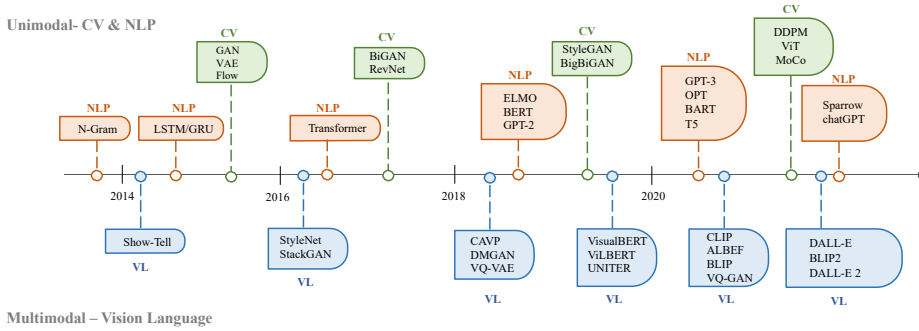 Unimodal- CV & NLP
CV
GAN
VAE
Flow
CV
BiGAN
RevNet
CV
StyleGAN
BigBiGAN
CV
DDPM
ViT
MoCo
NLP
N-Gram
NLP
LSTM/GRU
NLP
Transformer
NLP
ELMO
BERT
GPT-2
NLP
GPT-3
OPT
BART
T5
NLP
Sparrow
chatGPT
2014
2016
2018
2020
Show-Tell
VL
StyleNet
StackGAN
VL
CAVP
DMGAN
VQ-VAE
VL
VisualBERT
ViLBERT
UNITER
VL
CLIP
ALBEF
BLIP
VQ-GAN
VL
DALL-E
BLIP2
DALL-E 2
VL
Multimodal – Vision Language